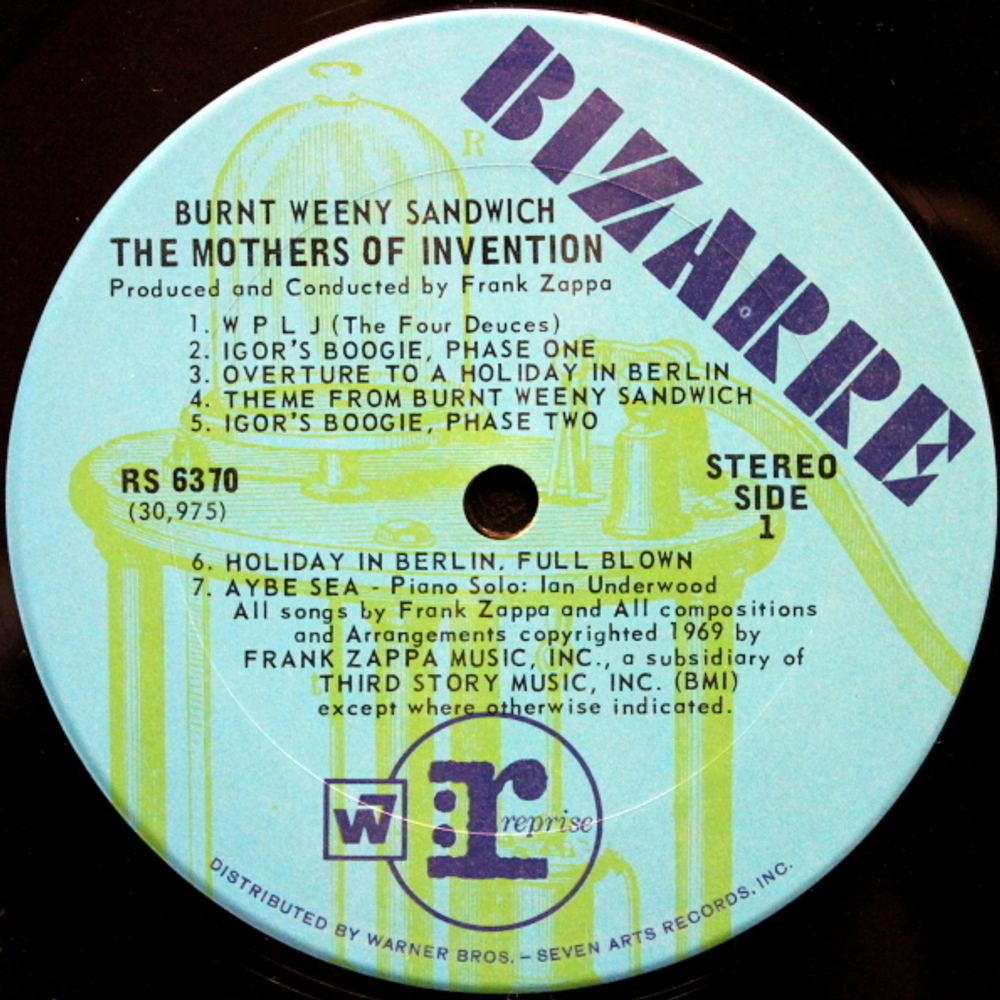 BIZARRE
R
BURNT WEENY SANDWICH
THE MOTHERS OF INVENTION
Produced and Conducted by Frank Zappa
1. W P L J (The Four Deuces)
2. IGOR'S BOOGIE, PHASE ONE
3. OVERTURE TO A HOLIDAY IN BERLIN
4. THEME FROM BURNT WEENY SANDWICH
5. IGOR'S BOOGIE, PHASE TWO
RS 6370
(30,975)
STEREO
SIDE
1
6. HOLIDAY IN BERLIN, FULL BLOWN
7. AYBE SEA - Piano Solo: Ian Underwood
All songs by Frank Zappa and All compositions
and Arrangements copyrighted 1969 by
FRANK ZAPPA MUSIC, INC., a subsidiary of
THIRD STORY MUSIC, INC. (BMI)
except where otherwise indicated.
W7
:r reprise
DISTRIBUTED BY WARNER BROS. – SEVEN ARTS RECORDS, INC.